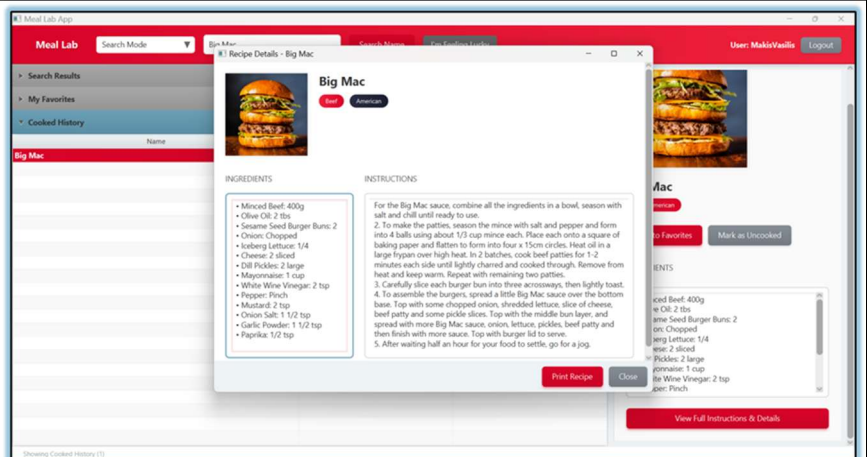 Meal Lab App
Meal Lab
Search Mode
Big Mac
Search Name
I'm Feeling Lucky
User: MakisVasilis
Logout
Search Results
My Favorites
Cooked History
Name
Big Mac
Recipe Details - Big Mac
Big Mac
Beef
American
INGREDIENTS
• Minced Beef: 400g
• Olive Oil: 2 tbs
• Sesame Seed Burger Buns: 2
• Onion: Chopped
• Iceberg Lettuce: 1/4
• Cheese: 2 sliced
• Dill Pickles: 2 large
• Mayonnaise: 1 cup
• White Wine Vinegar: 2 tsp
• Pepper: Pinch
• Mustard: 2 tsp
• Onion Salt: 1 1/2 tsp
• Garlic Powder: 1 1/2 tsp
• Paprika: 1/2 tsp
INSTRUCTIONS
For the Big Mac sauce, combine all the ingredients in a bowl, season with
salt and chill until ready to use.
2. To make the patties, season the mince with salt and pepper and form
into 4 balls using about 1/3 cup mince each. Place each onto a square of
baking paper and flatten to form into four x 15cm circles. Heat oil in a
large frypan over high heat. In 2 batches, cook beef patties for 1-2
minutes each side until lightly charred and cooked through. Remove from
heat and keep warm. Repeat with remaining two patties.
3. Carefully slice each burger bun into three acrossways, then lightly toast.
4. To assemble the burgers, spread a little Big Mac sauce over the bottom
base. Top with some chopped onion, shredded lettuce, slice of cheese,
beef patty and some pickle slices. Top with the middle bun layer, and
spread with more Big Mac sauce, onion, lettuce, pickles, beef patty and
then finish with more sauce. Top with burger lid to serve.
5. After waiting half an hour for your food to settle, go for a jog.
Print Recipe
Close
Mac
American
to Favorites
Mark as Uncooked
IENTS
nced Beef: 400g
ve Oil: 2 tbs
ame Seed Burger Buns: 2
on: Chopped
berg Lettuce: 1/4
eese: 2 sliced
Pickles: 2 large
yonnaise: 1 cup
ite Wine Vinegar: 2 tsp
pper: Pinch
View Full Instructions & Details
Showing Cooked History (1)